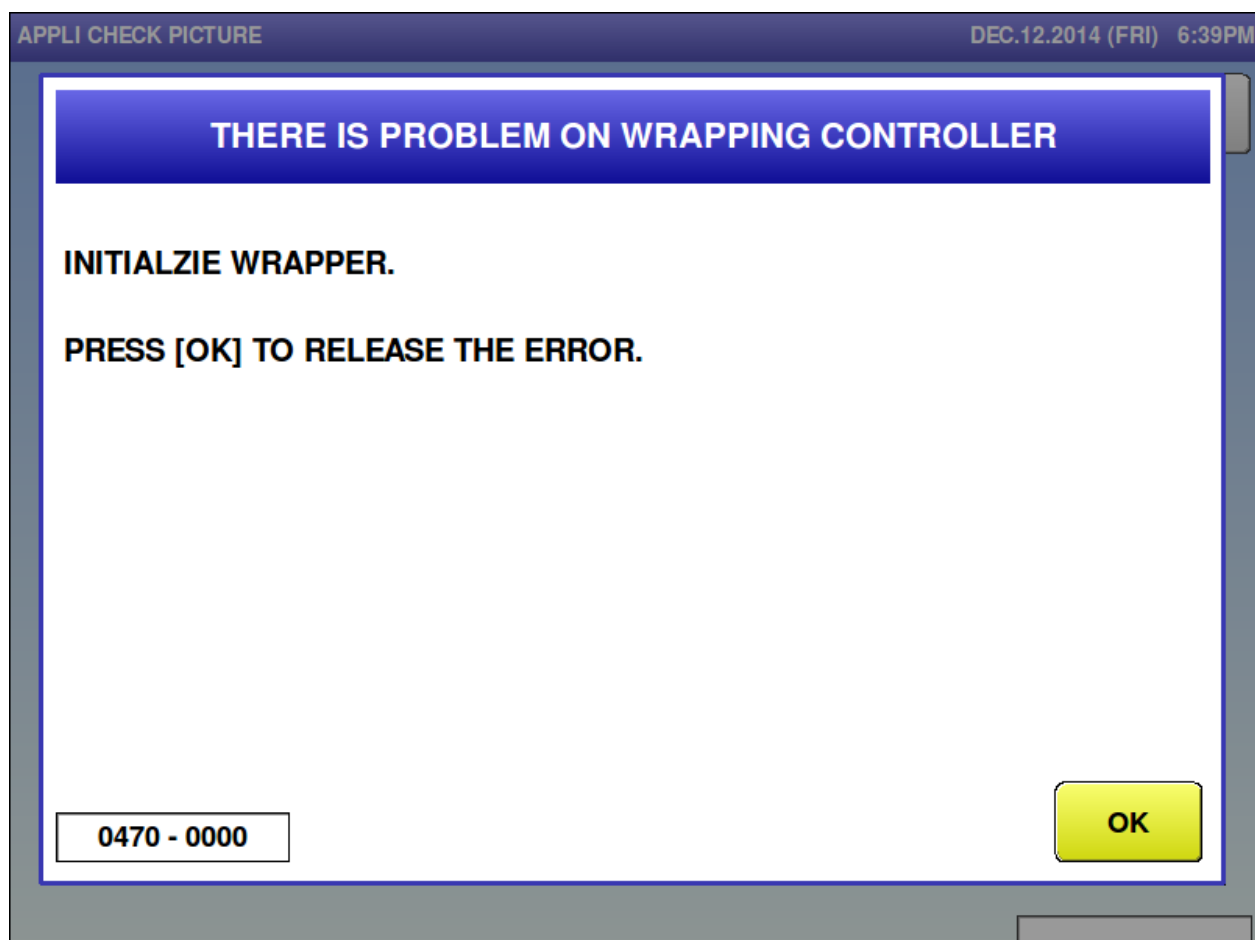 APPLI CHECK PICTURE DEC.12.2014 (FRI) 6:39PM
THERE IS PROBLEM ON WRAPPING CONTROLLER
INITIALZIE WRAPPER.
PRESS [OK] TO RELEASE THE ERROR.
0470 - 0000
OK